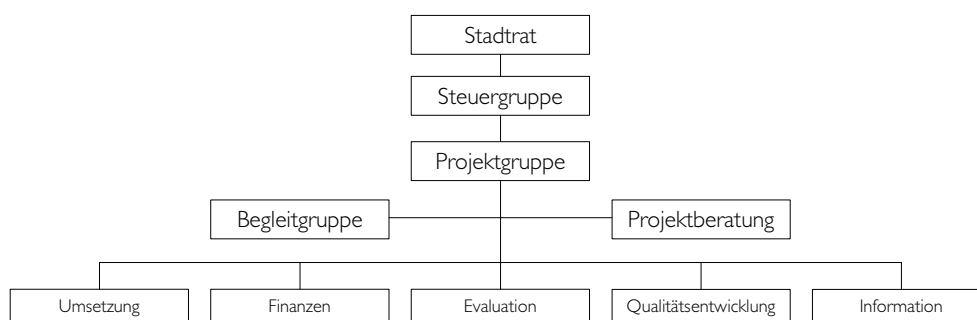 Stadtrat
Steuergruppe
Projektgruppe
Begleitgruppe
Projektberatung
Umsetzung
Finanzen
Evaluation
Qualitätsentwicklung
Information